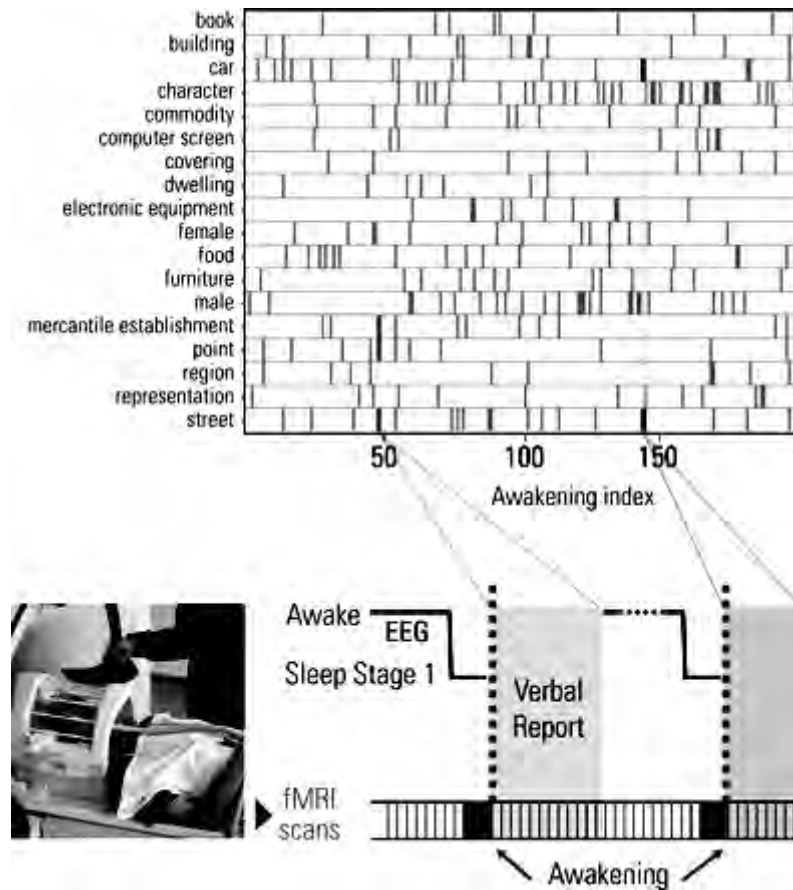 book
building
car
character
commodity
computer screen
covering
dwelling
electronic equipment
female
food
furniture
male
mercantile establishment
point
region
representation
street
50 100 150
Awakening index
Awake
EEG
Sleep Stage 1
Verbal
Report
fMRI
scans
Awakening